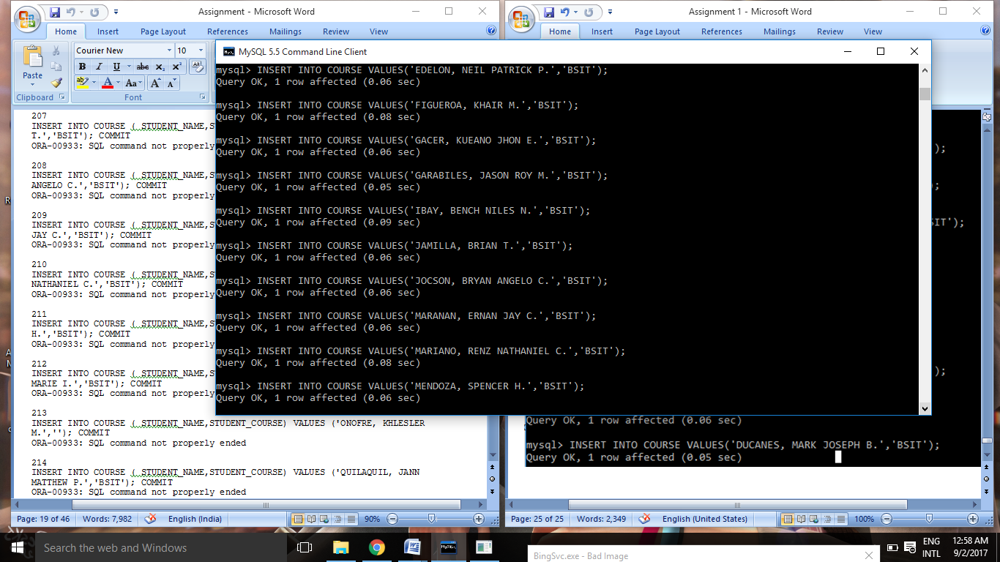 Assignment - Microsoft Word
Home Insert Page Layout References Mailings Review View
Courier New 10
Paste
Clipboard Font
207
INSERT INTO COURSE ( STUDENT_NAME,S
T.','BSIT'); COMMIT
ORA-00933: SQL command not properly
208
INSERT INTO COURSE ( STUDENT_NAME,S
ANGELO C.','BSIT'); COMMIT
ORA-00933: SQL command not properly
209
INSERT INTO COURSE ( STUDENT_NAME,S
JAY C.','BSIT'); COMMIT
ORA-00933: SQL command not properly
210
INSERT INTO COURSE ( STUDENT_NAME,S
NATHANIEL C.','BSIT'); COMMIT
ORA-00933: SQL command not properly
211
INSERT INTO COURSE ( STUDENT_NAME,S
H.','BSIT'); COMMIT
ORA-00933: SQL command not properly
212
INSERT INTO COURSE ( STUDENT_NAME,S
MARIE I.','BSIT'); COMMIT
ORA-00933: SQL command not properly
213
INSERT INTO COURSE ( STUDENT_NAME,STUDENT_COURSE) VALUES ('ONOFRE, KHLESLER
M.',''); COMMIT
ORA-00933: SQL command not properly ended
214
INSERT INTO COURSE ( STUDENT_NAME,STUDENT_COURSE) VALUES ('QUILAQUIL, JANN
MATTHEW P.','BSIT'); COMMIT
ORA-00933: SQL command not properly ended
Page: 19 of 46 Words: 7,982 English (India) 90%
Assignment 1 - Microsoft Word
Home Insert Page Layout References Mailings Review View
MySQL 5.5 Command Line Client
mysql> INSERT INTO COURSE VALUES('EDELON, NEIL PATRICK P.','BSIT');
Query OK, 1 row affected (0.06 sec)
mysql> INSERT INTO COURSE VALUES('FIGUEROA, KHAIR M.','BSIT');
Query OK, 1 row affected (0.08 sec)
mysql> INSERT INTO COURSE VALUES('GACER, KUEANO JHON E.','BSIT');
Query OK, 1 row affected (0.06 sec)
mysql> INSERT INTO COURSE VALUES('GARABILES, JASON ROY M.','BSIT');
Query OK, 1 row affected (0.05 sec)
mysql> INSERT INTO COURSE VALUES('IBAY, BENCH NILES N.','BSIT');
Query OK, 1 row affected (0.09 sec)
mysql> INSERT INTO COURSE VALUES('JAMILLA, BRIAN T.','BSIT');
Query OK, 1 row affected (0.06 sec)
mysql> INSERT INTO COURSE VALUES('JOCSON, BRYAN ANGELO C.','BSIT');
Query OK, 1 row affected (0.06 sec)
mysql> INSERT INTO COURSE VALUES('MARANAN, ERNAN JAY C.','BSIT');
Query OK, 1 row affected (0.06 sec)
mysql> INSERT INTO COURSE VALUES('MARIANO, RENZ NATHANIEL C.','BSIT');
Query OK, 1 row affected (0.08 sec)
mysql> INSERT INTO COURSE VALUES('MENDOZA, SPENCER H.','BSIT');
Query OK, 1 row affected (0.06 sec)
);
;
SIT');
);
Query OK, 1 row affected (0.06 sec)
mysql> INSERT INTO COURSE VALUES('DUCANES, MARK JOSEPH B.','BSIT');
Query OK, 1 row affected (0.05 sec)
Page: 25 of 25 Words: 2,349 English (United States) 100%
Search the web and Windows
BingSvc.exe - Bad Image
ENG
INTL
12:58 AM
9/2/2017